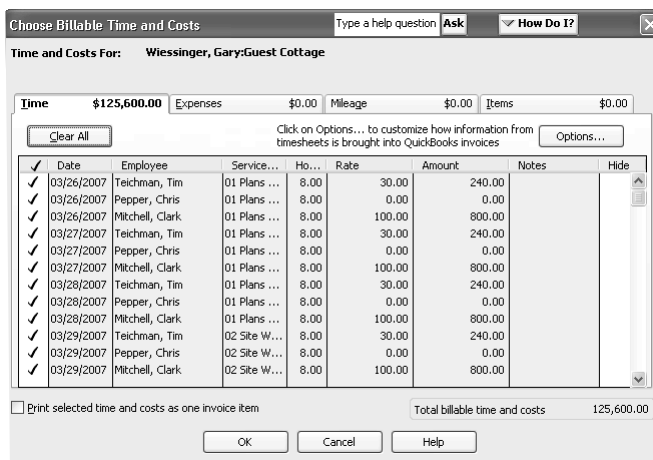 Choose Billable Time and Costs Type a help question Ask How Do I? X
Time and Costs For: Wiessinger, Gary:Guest Cottage
Time $125,600.00 Expenses $0.00 Mileage $0.00 Items $0.00
Clear All Click on Options... to customize how information from
timesheets is brought into QuickBooks invoices Options...
✓ Date Employee Service... Ho... Rate Amount Notes Hide
✓ 03/26/2007 Teichman, Tim 01 Plans ... 8.00 30.00 240.00
✓ 03/26/2007 Pepper, Chris 01 Plans ... 8.00 0.00 0.00
✓ 03/26/2007 Mitchell, Clark 01 Plans ... 8.00 100.00 800.00
✓ 03/27/2007 Teichman, Tim 01 Plans ... 8.00 30.00 240.00
✓ 03/27/2007 Pepper, Chris 01 Plans ... 8.00 0.00 0.00
✓ 03/27/2007 Mitchell, Clark 01 Plans ... 8.00 100.00 800.00
✓ 03/28/2007 Teichman, Tim 01 Plans ... 8.00 30.00 240.00
✓ 03/28/2007 Pepper, Chris 01 Plans ... 8.00 0.00 0.00
✓ 03/28/2007 Mitchell, Clark 01 Plans ... 8.00 100.00 800.00
✓ 03/29/2007 Teichman, Tim 02 Site W... 8.00 30.00 240.00
✓ 03/29/2007 Pepper, Chris 02 Site W... 8.00 0.00 0.00
✓ 03/29/2007 Mitchell, Clark 02 Site W... 8.00 100.00 800.00
Print selected time and costs as one invoice item Total billable time and costs 125,600.00
OK Cancel Help